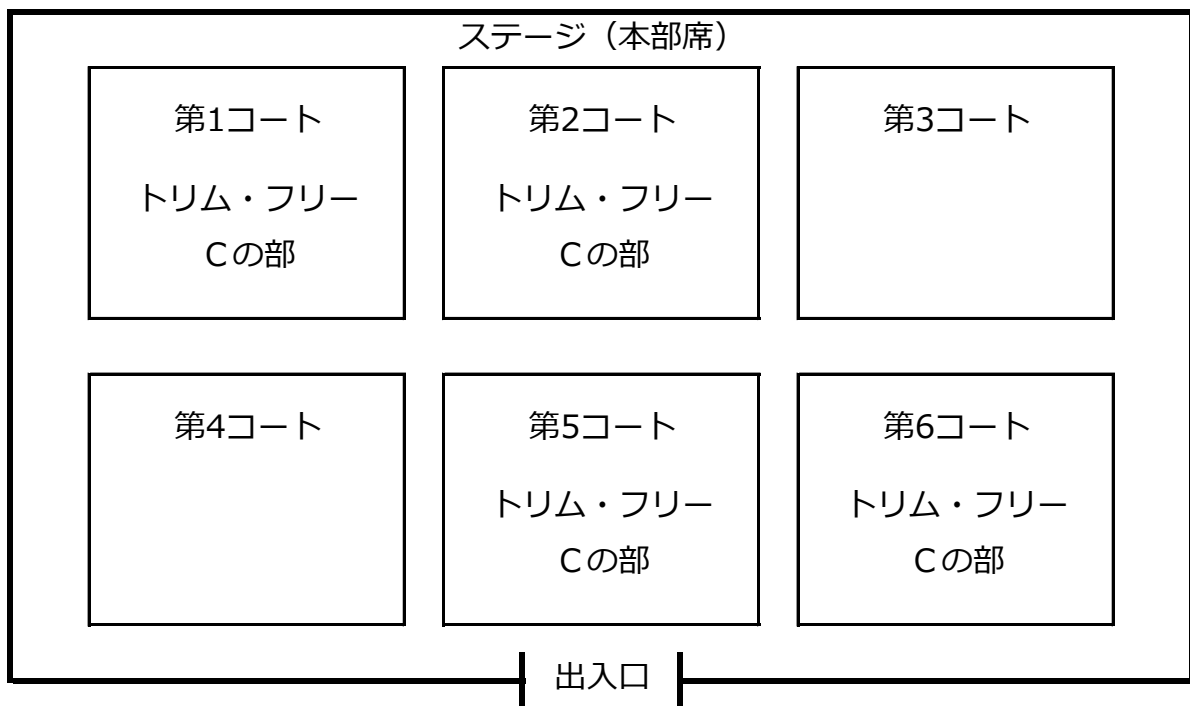 ステージ（本部席）
第1コート
トリム・フリー
Ｃの部
第2コート
トリム・フリー
Ｃの部
第3コート
第4コート
第5コート
トリム・フリー
Ｃの部
第6コート
トリム・フリー
Ｃの部
出入口